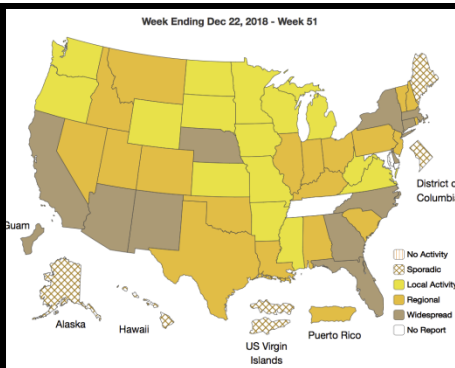 Week Ending Dec 22, 2018 - Week 51
District o
Columbia
Guam
Alaska
Hawaii
US Virgin
Islands
Puerto Rico
No Activity
Sporadic
Local Activity
Regional
Widespread
No Report